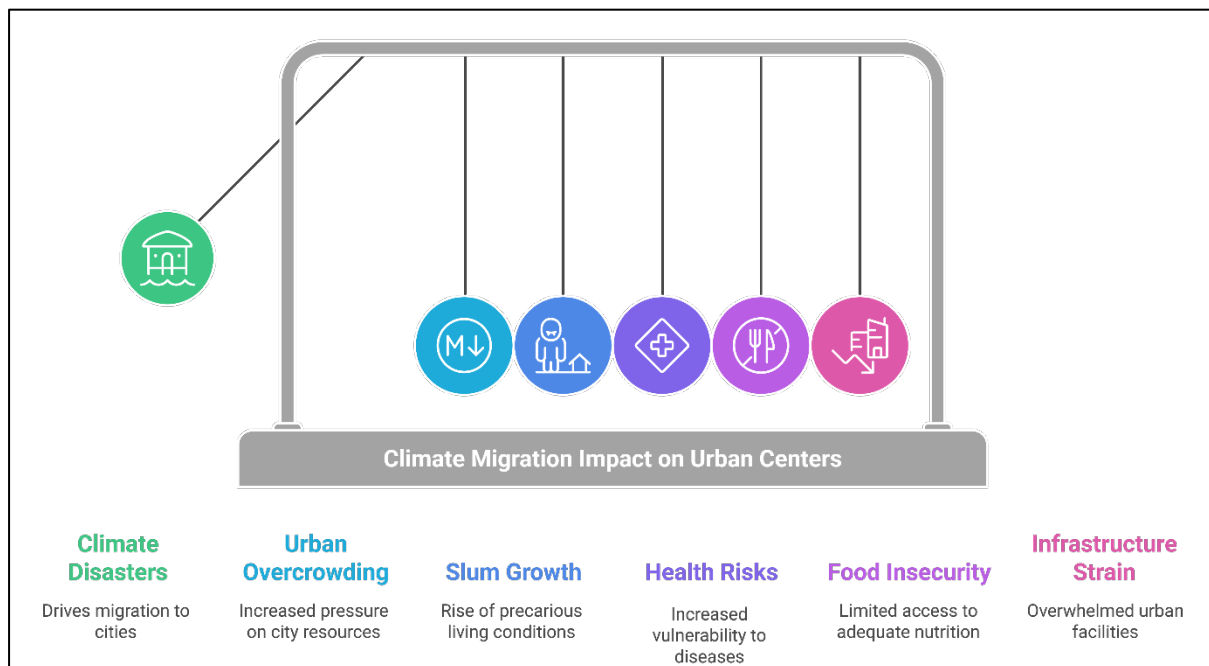 M↓
Climate Migration Impact on Urban Centers
Climate
Disasters
Drives migration to
cities
Urban
Overcrowding
Increased pressure
on city resources
Slum Growth
Rise of precarious
living conditions
Health Risks
Increased
vulnerability to
diseases
Food Insecurity
Limited access to
adequate nutrition
Infrastructure
Strain
Overwhelmed urban
facilities